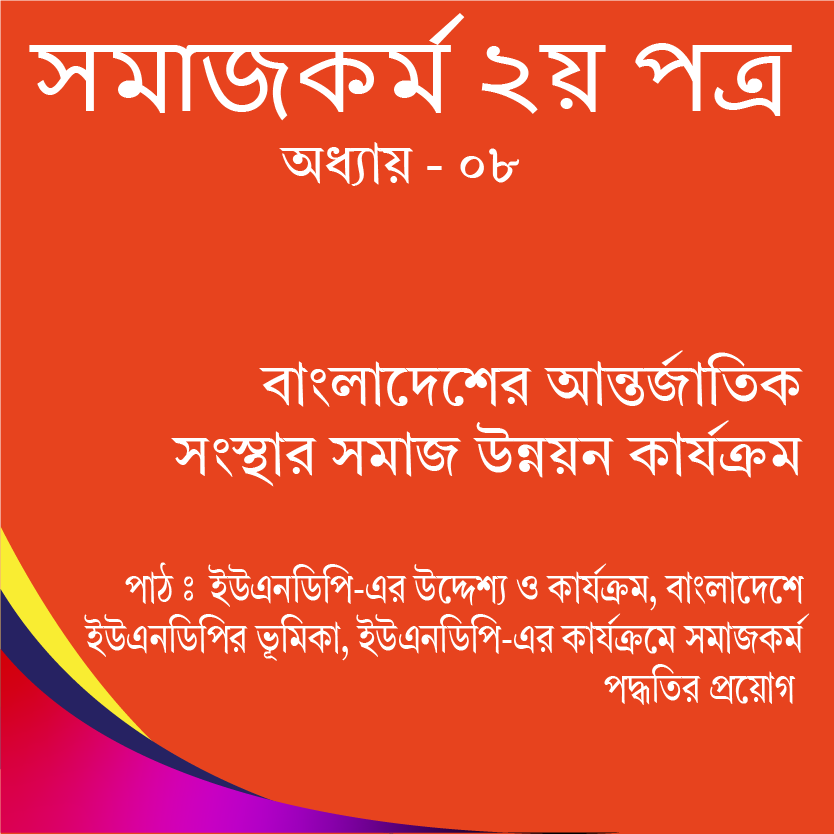 সমাজকর্ম ২য় পত্র
অধ্যায় - ০৮
বাংলাদেশের আন্তর্জাতিক
সংস্থার সমাজ উন্নয়ন কার্যক্রম
পাঠ ঃ ইউএনডিপি-এর উদ্দেশ্য ও কার্যক্রম, বাংলাদেশে
ইউএনডিপির ভূমিকা, ইউএনডিপি-এর কার্যক্রমে সমাজকর্ম
পদ্ধতির প্রয়োগ